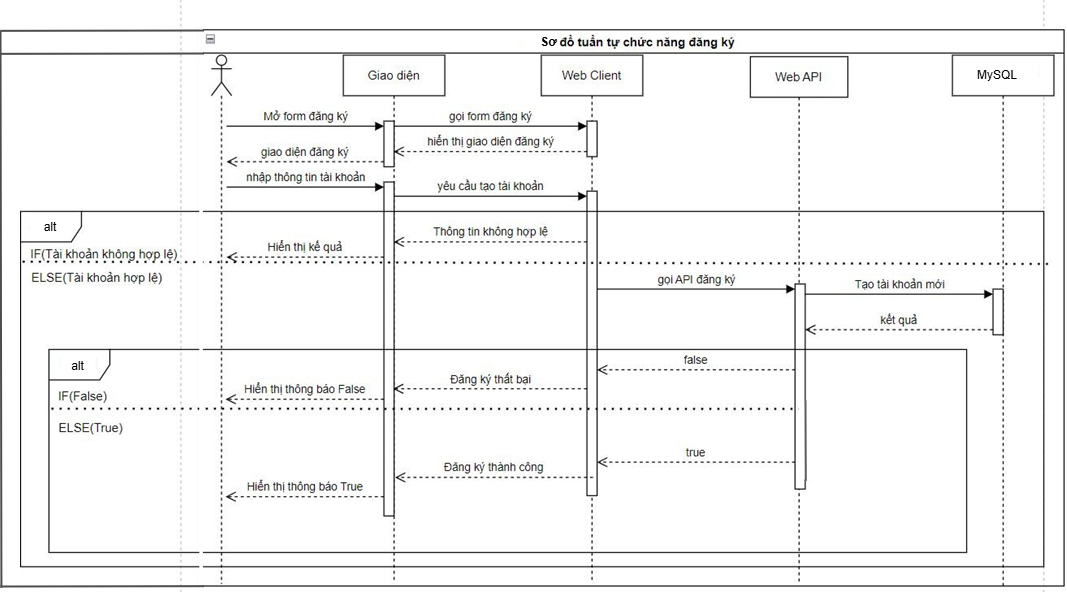 Sơ đồ tuần tự chức năng đăng ký
Giao diện
Web Client
Web API
MySQL
Mở form đăng ký
gọi form đăng ký
hiển thị giao diện đăng ký
giao diện đăng ký
nhập thông tin tài khoản
yêu cầu tạo tài khoản
alt
Thông tin không hợp lệ
Hiển thị kế quả
IF(Tài khoản không hợp lệ)
ELSE(Tài khoản hợp lệ)
gọi API đăng ký
Tạo tài khoản mới
kết quả
alt
false
Đăng ký thất bại
Hiển thị thông báo False
IF(False)
ELSE(True)
true
Đăng ký thành công
Hiển thị thông báo True